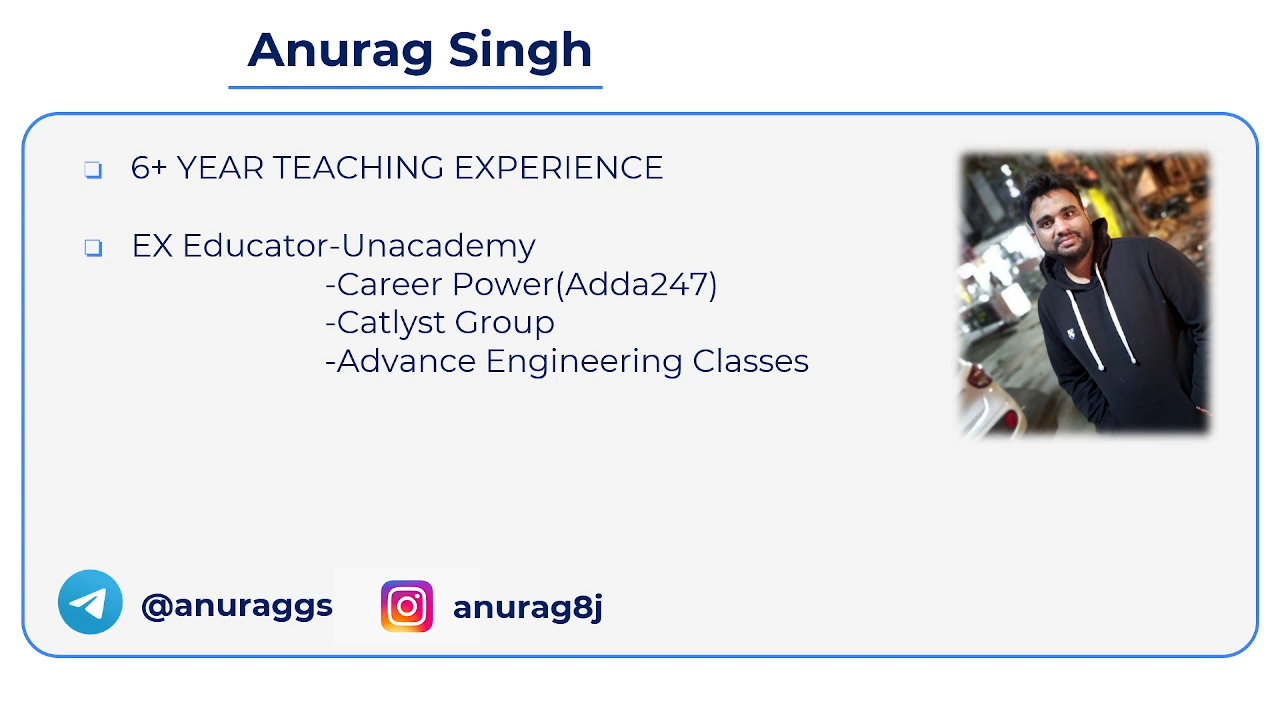 Anurag Singh
6+ YEAR TEACHING EXPERIENCE
EX Educator-Unacademy
-Career Power(Adda247)
-Catlyst Group
-Advance Engineering Classes
@anuraggs
anurag8j